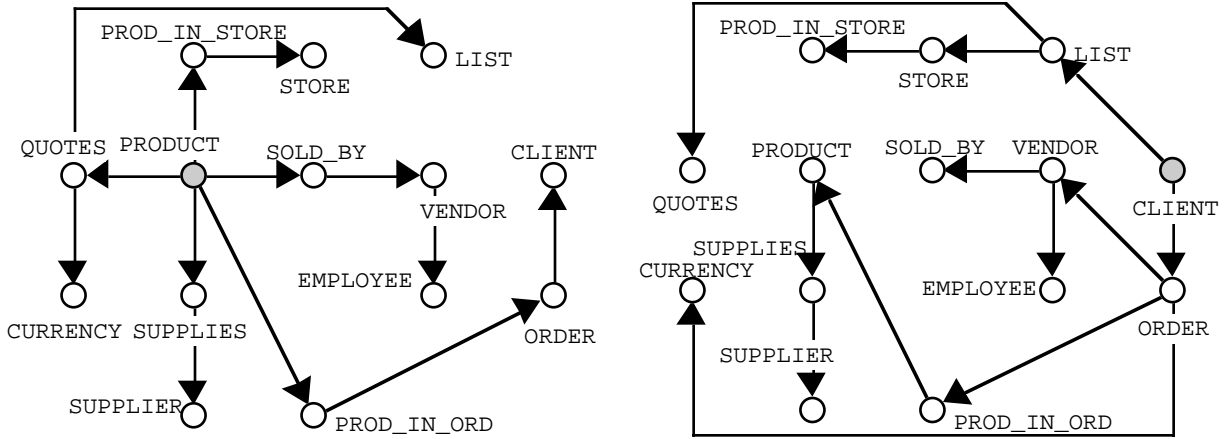 PROD_IN_STORE
LIST
STORE
QUOTES
PRODUCT
SOLD_BY
CLIENT
VENDOR
EMPLOYEE
CURRENCY
SUPPLIES
ORDER
SUPPLIER
PROD_IN_ORD
PROD_IN_STORE
LIST
STORE
PRODUCT
SOLD_BY
VENDOR
QUOTES
CLIENT
SUPPLIES
CURRENCY
EMPLOYEE
ORDER
SUPPLIER
PROD_IN_ORD